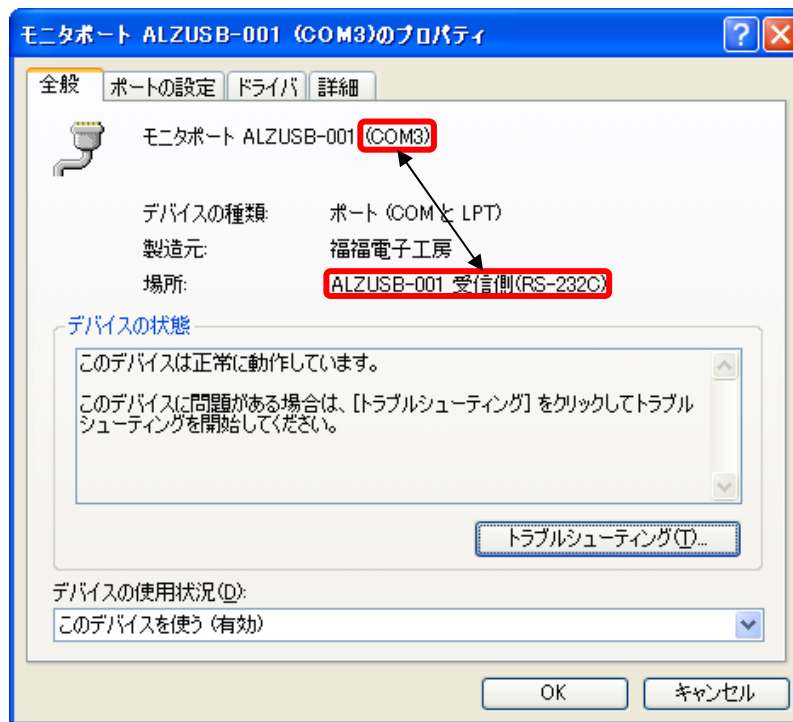 モニタポート ALZUSB-001 (COM3)のプロパティ
全般 ポートの設定 ドライバ 詳細
モニタポート ALZUSB-001 (COM3)
デバイスの種類: ポート (COM と LPT)
製造元: 福福電子工房
場所: ALZUSB-001 受信側(RS-232C)
デバイスの状態
このデバイスは正常に動作しています。
このデバイスに問題がある場合は、[トラブルシューティング] をクリックしてトラブル
シューティングを開始してください。
トラブルシューティング(T)...
デバイスの使用状況(D):
このデバイスを使う (有効)
OK キャンセル